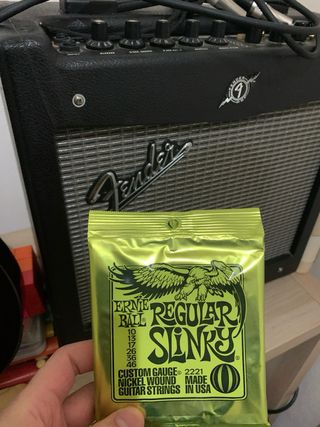 Fender
ERNIE
BALL
REGULAR
SLINKY
10
13
17
26
36
46
CUSTOM GAUGE
NICKEL WOUND
GUITAR STRINGS
2221
MADE
IN USA